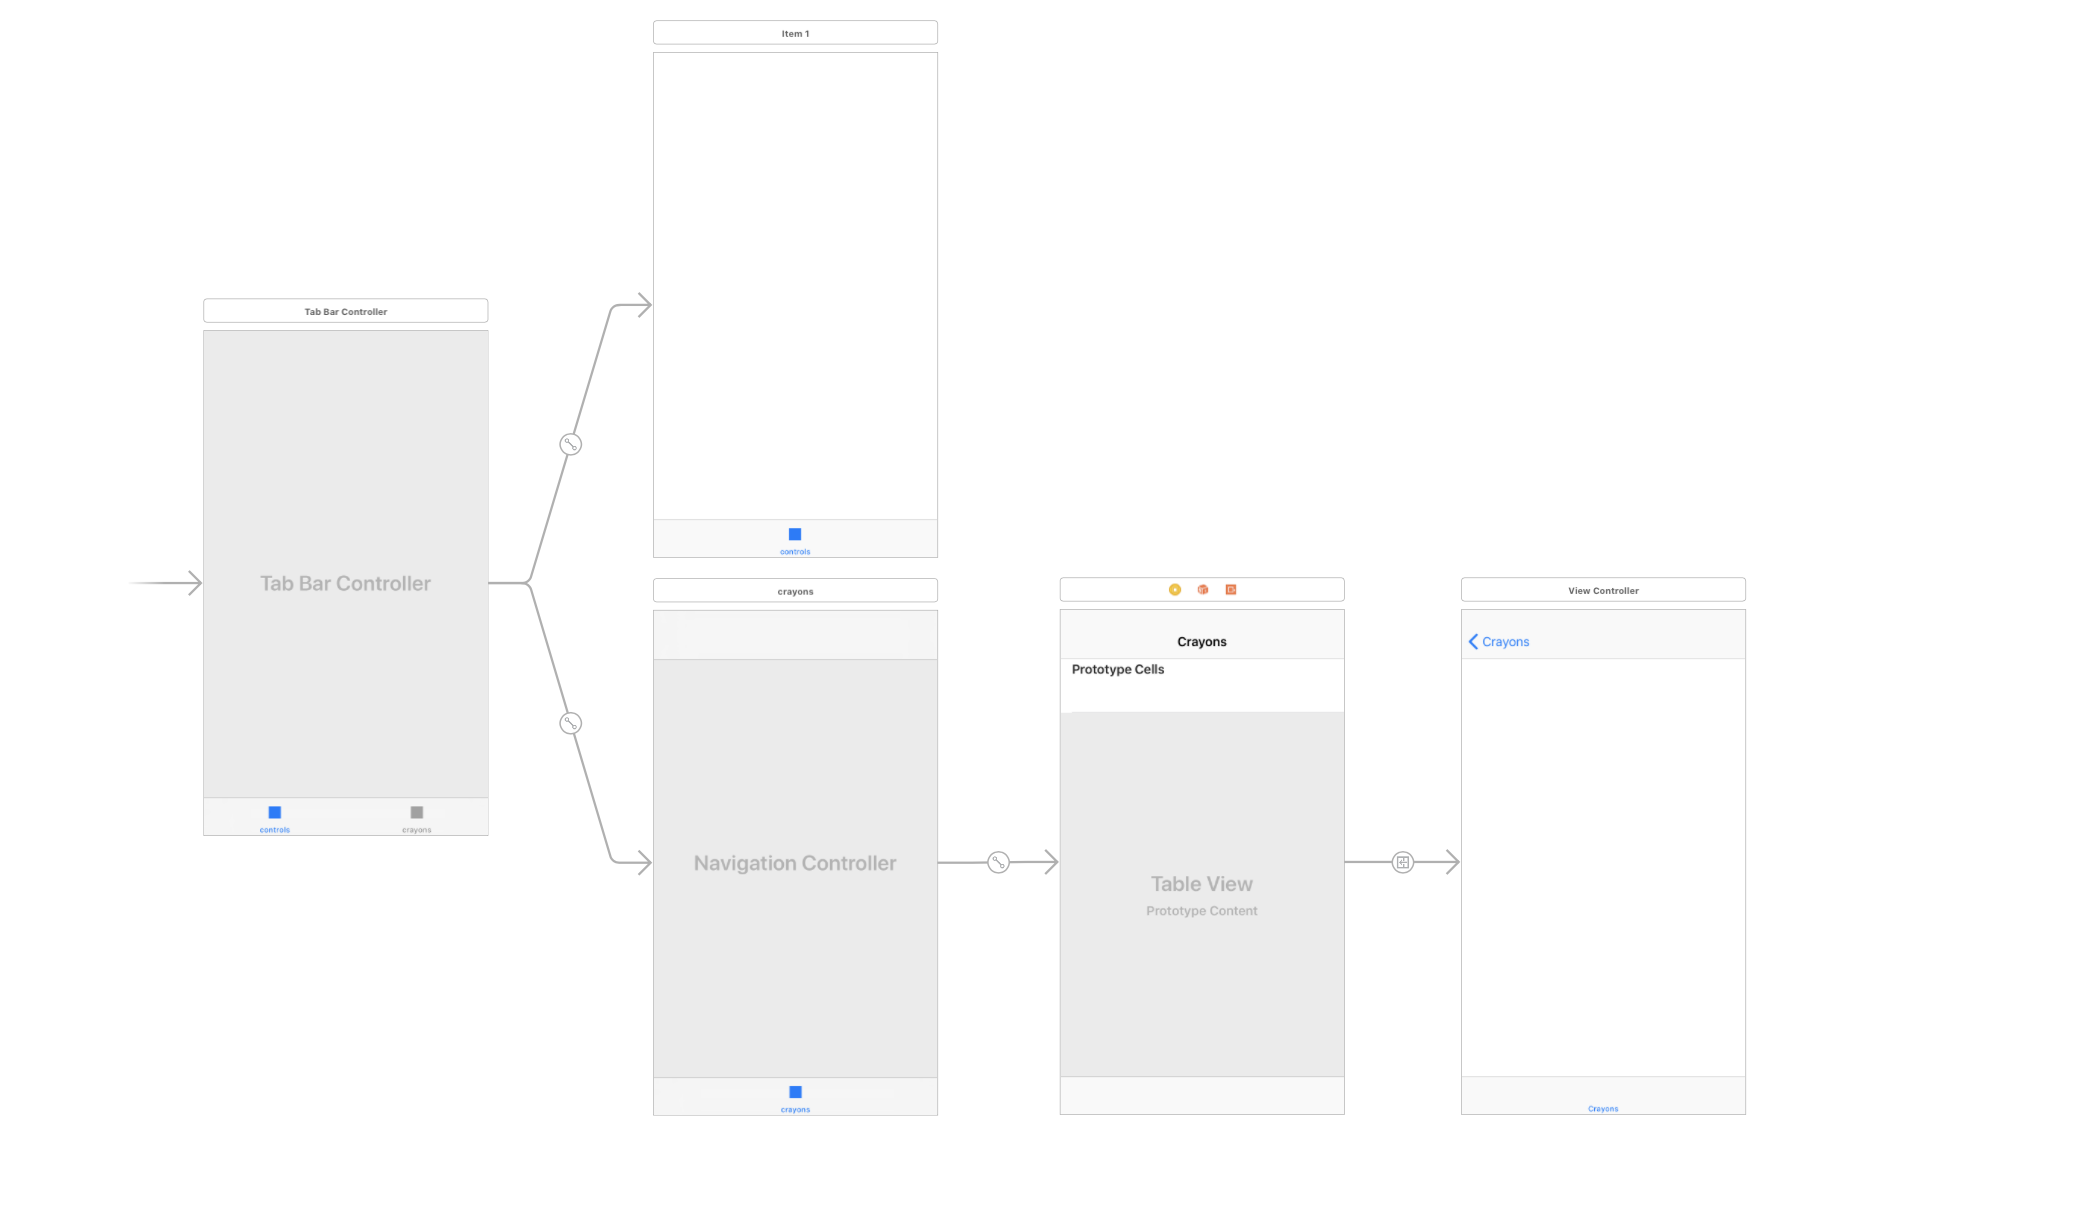 Item 1
controls
Tab Bar Controller
Tab Bar Controller
controls
crayons
crayons
Navigation Controller
crayons
Crayons
Prototype Cells
Table View
Prototype Content
View Controller
Crayons
Crayons